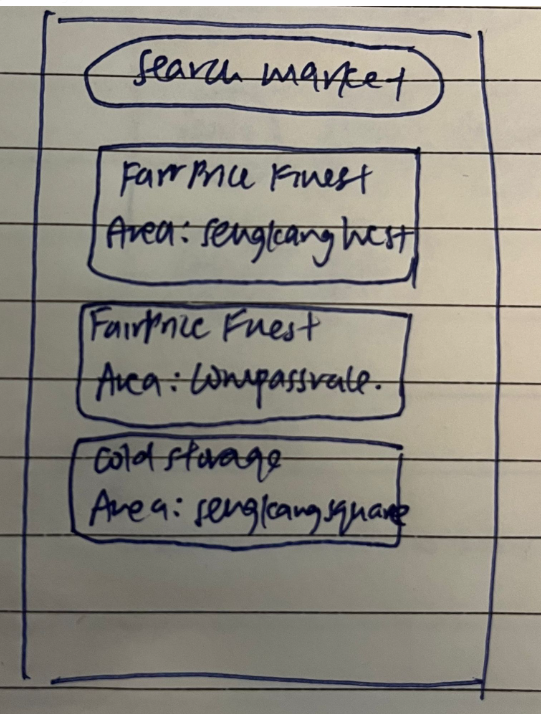 search market
FairPrice Finest
Area: sengkang west
FairPrice Finest
Area: Compassvale.
cold storage
Area: sengkang square